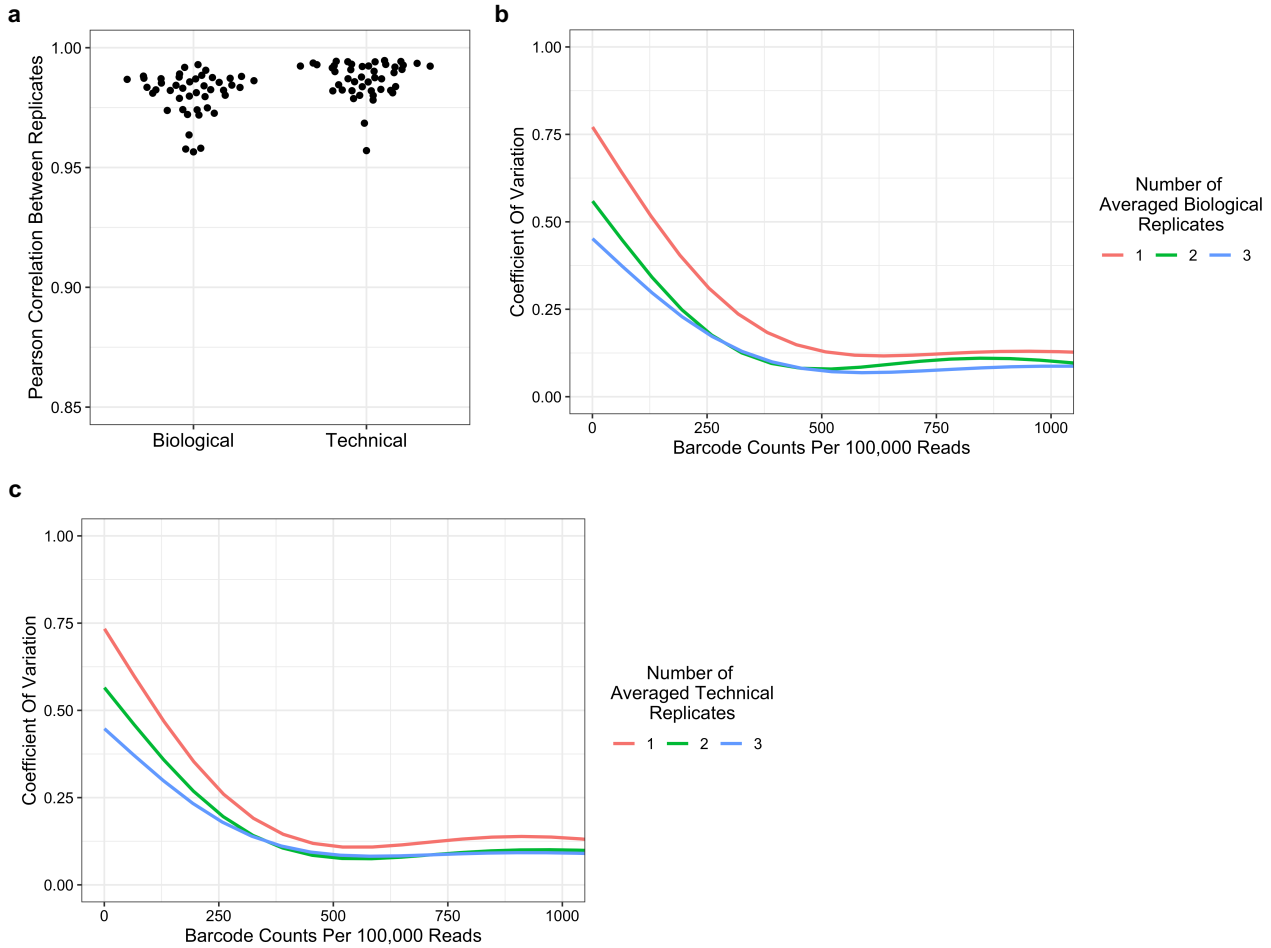 a
Pearson Correlation Between Replicates
1.00
0.95
0.90
0.85
Biological
Technical
b
Coefficient Of Variation
1.00
0.75
0.50
0.25
0.00
0
250
500
750
1000
Barcode Counts Per 100,000 Reads
Number of
Averaged Biological
Replicates
1
2
3
c
Coefficient Of Variation
1.00
0.75
0.50
0.25
0.00
0
250
500
750
1000
Barcode Counts Per 100,000 Reads
Number of
Averaged Technical
Replicates
1
2
3